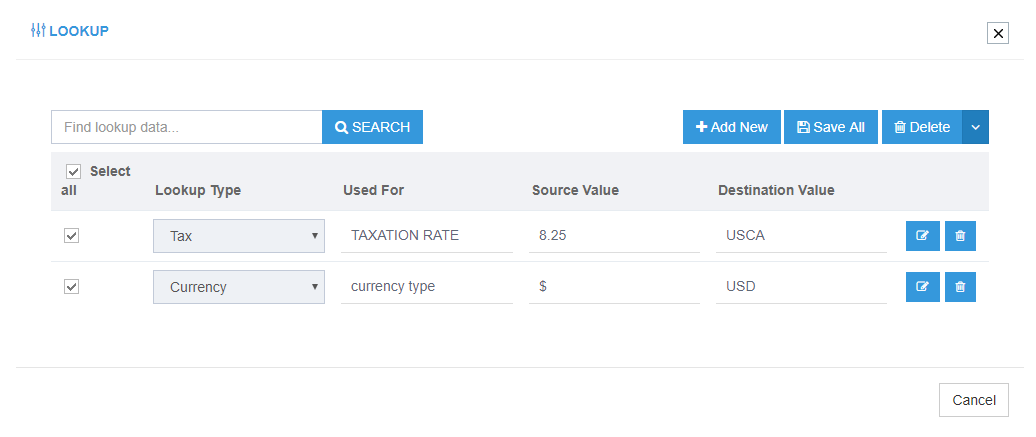 LOOKUP
Find lookup data... SEARCH Add New Save All Delete
Select all Lookup Type Used For Source Value Destination Value
Tax TAXATION RATE 8.25 USCA
Currency currency type $ USD
Cancel